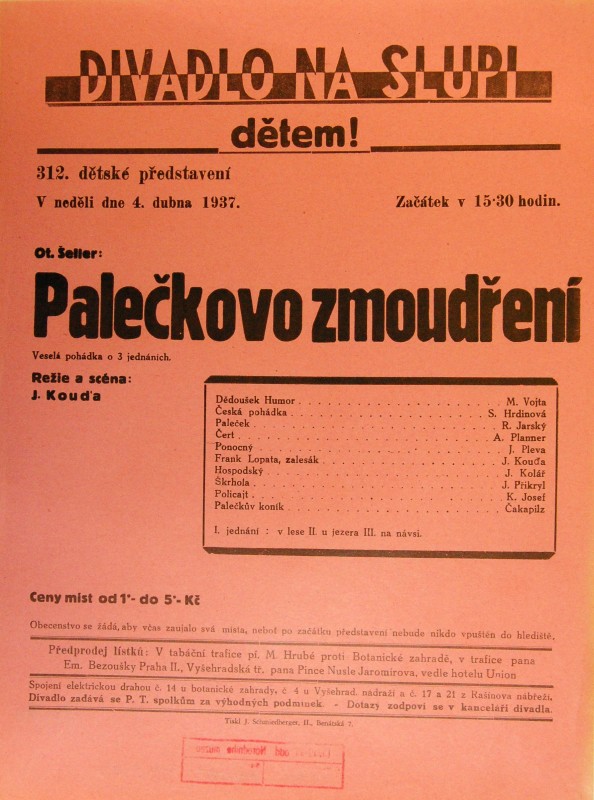 DIVADLO NA SLUPI
dětem!
312. dětské představení
V neděli dne 4. dubna 1937. Začátek v 15·30 hodin.
Ot. Šeller:
Palečkovo zmoudření
Veselá pohádka o 3 jednáních.
Režie a scéna:
J. Kouďa
Dědoušek Humor . . . . . . . . . . M. Vojta
Česká pohádka . . . . . . . . . . S. Hrdinová
Paleček . . . . . . . . . . R. Jarský
Čert . . . . . . . . . . A. Planner
Ponocný . . . . . . . . . . J. Pleva
Frank Lopata, zalesák . . . . . . . . . . J. Kouďa
Hospodský . . . . . . . . . . J. Kolář
Škrhola . . . . . . . . . . J. Přikryl
Policajt . . . . . . . . . . K. Josef
Palečkův koník . . . . . . . . . . Čakapilz
I. jednání : v lese II. u jezera III. na návsi.
Ceny míst od 1·- do 5·- Kč
Obecenstvo se žádá, aby včas zaujalo svá místa, neboť po začátku představení nebude nikdo vpuštěn do hlediště.
Předprodej lístků: V tabáční trafice pí. M. Hrubé proti Botanické zahradě, v trafice pana
Em. Bezoušky Praha II., Vyšehradská tř. pana Pince Nusle Jaromirova, vedle hotelu Union
Spojení elektrickou drahou č. 14 u botanické zahrady, č 4 u Vyšehrad. nádraží a č. 17 a 21 z Rašínova nábřeží,
Divadlo zadává se P. T. spolkům za výhodných podmínek. - Dotazy zodpoví se v kanceláři divadla.
Tiskl J. Schmiedberger, II., Benátská 7.